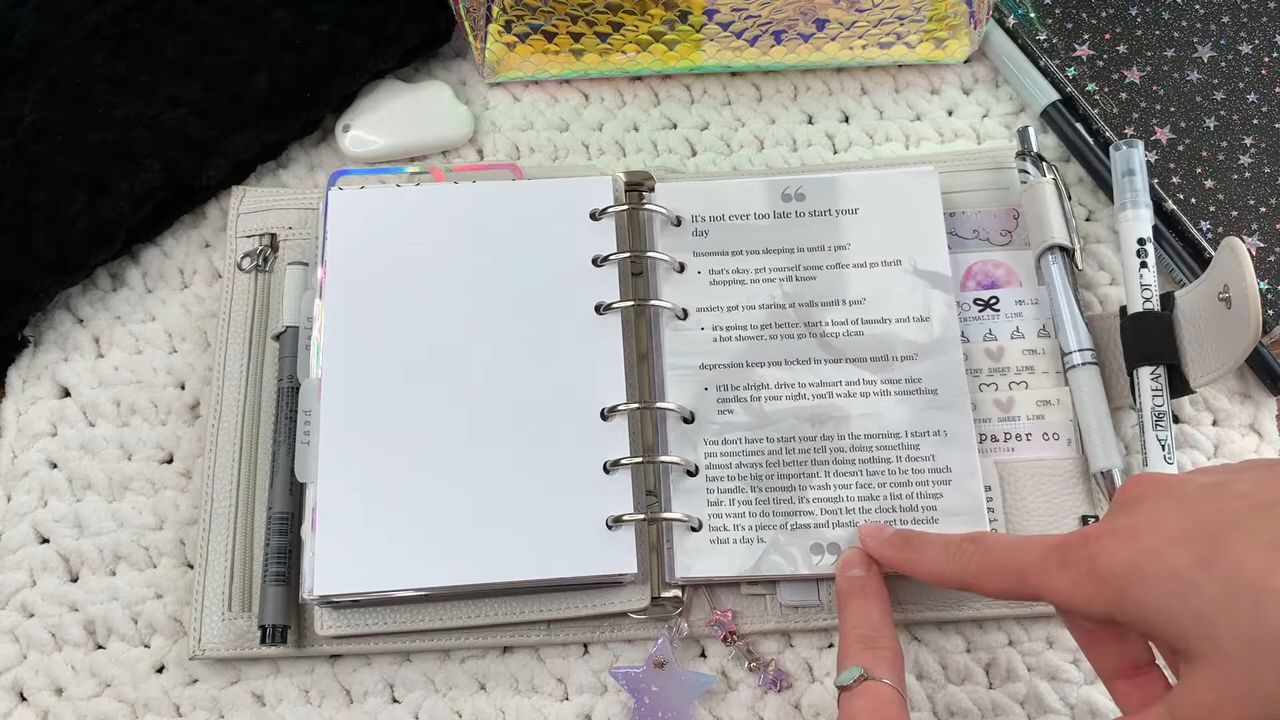 It's not ever too late to start your
day
Insomnia got you sleeping in until 2 pm?
• that's okay. get yourself some coffee and go thrift
shopping, no one will know
anxiety got you staring at walls until 8 pm?
• it's going to get better. start a load of laundry and take
a hot shower, so you go to sleep clean
depression keep you locked in your room until 11 pm?
• it'll be alright. drive to walmart and buy some nice
candles for your night, you'll wake up with something
new
You don't have to start your day in the morning. I start at 5
pm sometimes and let me tell you, doing something
almost always feel better than doing nothing. It doesn't
have to be big or important. It doesn't have to be too much
to handle. It's enough to wash your face, or comb out your
hair. If you feel tired, it's enough to make a list of things
you want to do tomorrow. Don't let the clock hold you
back. It's a piece of glass and plastic. You get to decide
what a day is.
MM.12
MINIMALIST LINE
CTM.1
TINY SHEET LINE
CTM.7
TINY SHEET LINE
paper co
COLLECTION
magic
read
DOT
ZIG CLEAN